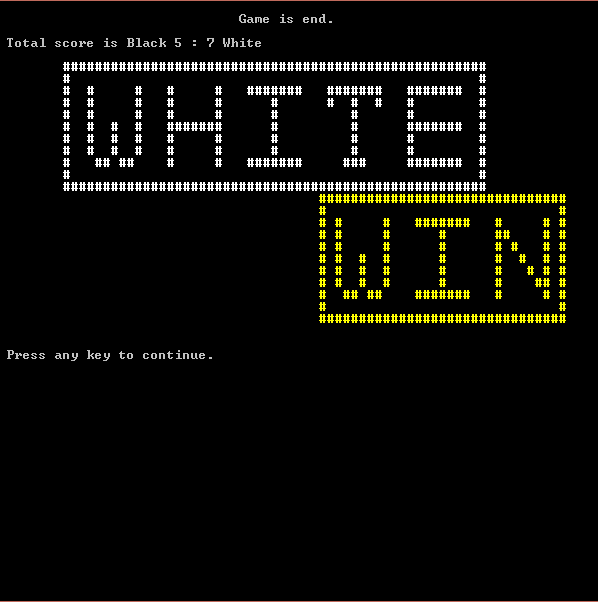 Game is end.
Total score is Black 5 : 7 White
WHITE
WIN
Press any key to continue.